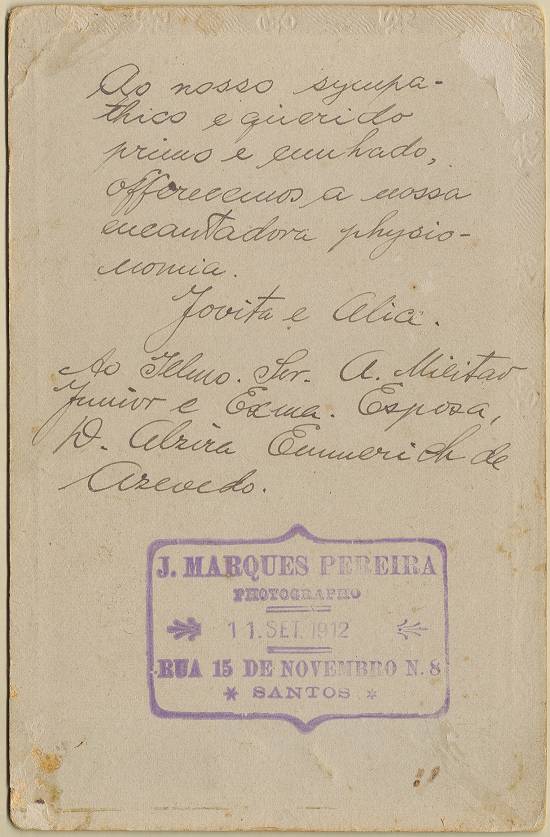 Ao nosso sympa-
thico e querido
primo e cunhado,
offerecemos a nossa
encantadora physio-
nomia.
Jovita e Alice.
Ao Illmo. Snr. A. Militão
Junior e Exma. Esposa,
D. Alzira Emmerich de
Azevedo.
J. MARQUES PEREIRA
PHOTOGRAPHO
11. SET. 1912
RUA 15 DE NOVEMBRO N. 8
* SANTOS *